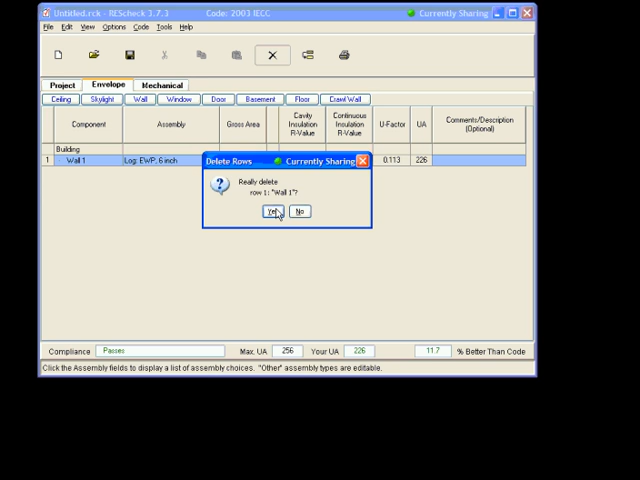 Untitled.rck - REScheck 3.7.3 Code: 2003 IECC Currently Sharing
File Edit View Options Code Tools Help
Project Envelope Mechanical
Ceiling Skylight Wall Window Door Basement Floor Crawl Wall
Component Assembly Gross Area Cavity Insulation R-Value Continuous Insulation R-Value U-Factor UA Comments/Description (Optional)
Building
1 Wall 1 Log: EWP, 6 inch 0.113 226
Delete Rows Currently Sharing
Really delete
row 1: "Wall 1"?
Yes No
Compliance Passes Max. UA 256 Your UA 226 11.7 % Better Than Code
Click the Assembly fields to display a list of assembly choices. "Other" assembly types are editable.